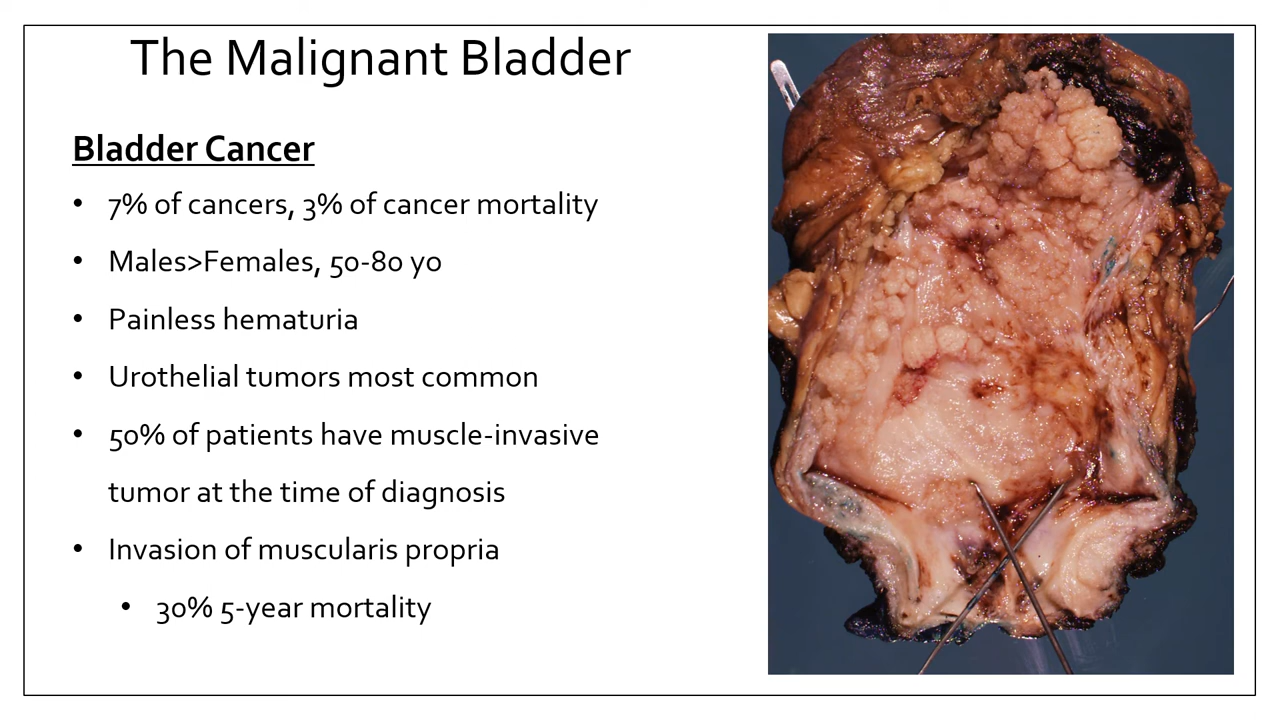 The Malignant Bladder
Bladder Cancer
• 7% of cancers, 3% of cancer mortality
• Males>Females, 50-80 yo
• Painless hematuria
• Urothelial tumors most common
• 50% of patients have muscle-invasive
tumor at the time of diagnosis
• Invasion of muscularis propria
• 30% 5-year mortality